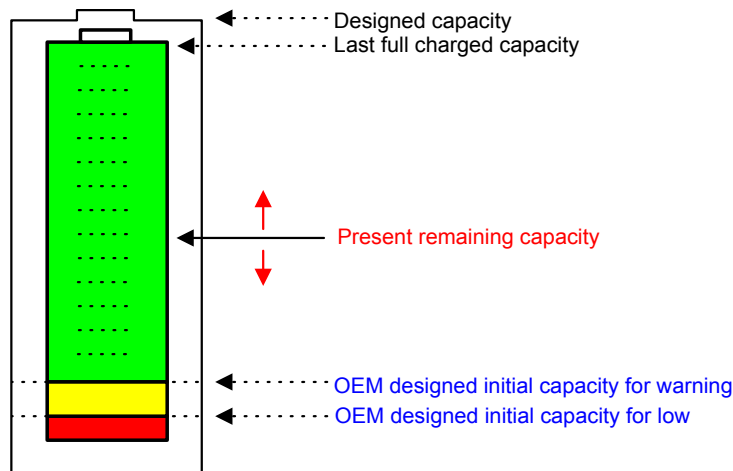 Designed capacity
Last full charged capacity
Present remaining capacity
OEM designed initial capacity for warning
OEM designed initial capacity for low